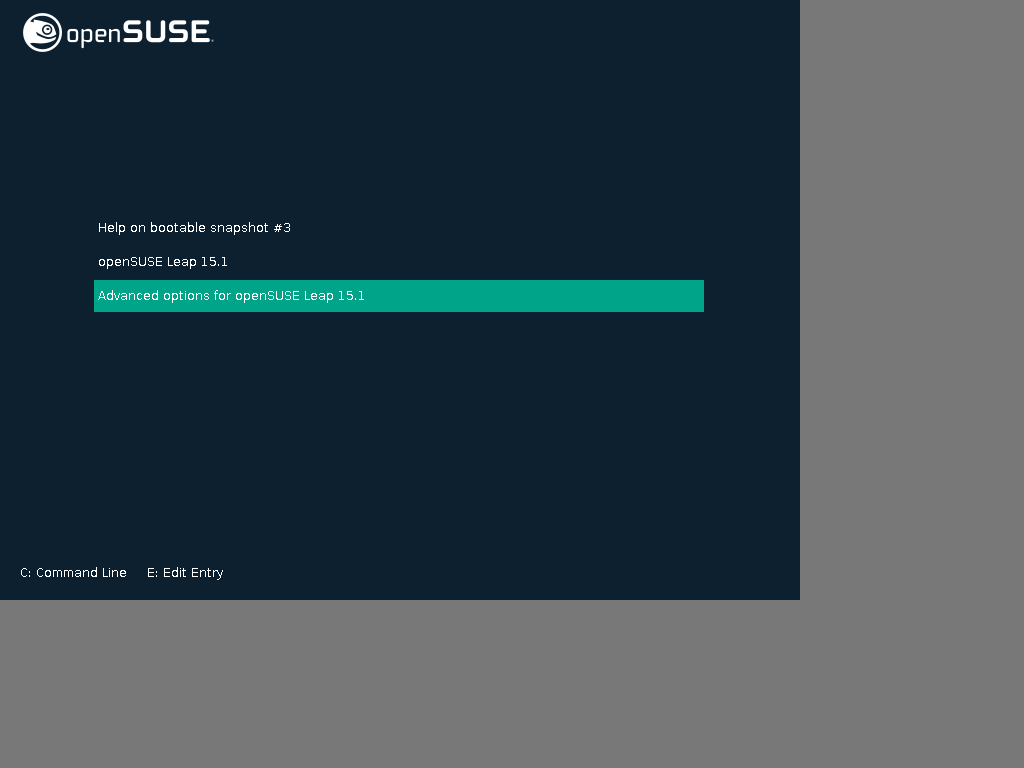 openSUSE
Help on bootable snapshot #3
openSUSE Leap 15.1
Advanced options for openSUSE Leap 15.1
C: Command Line E: Edit Entry